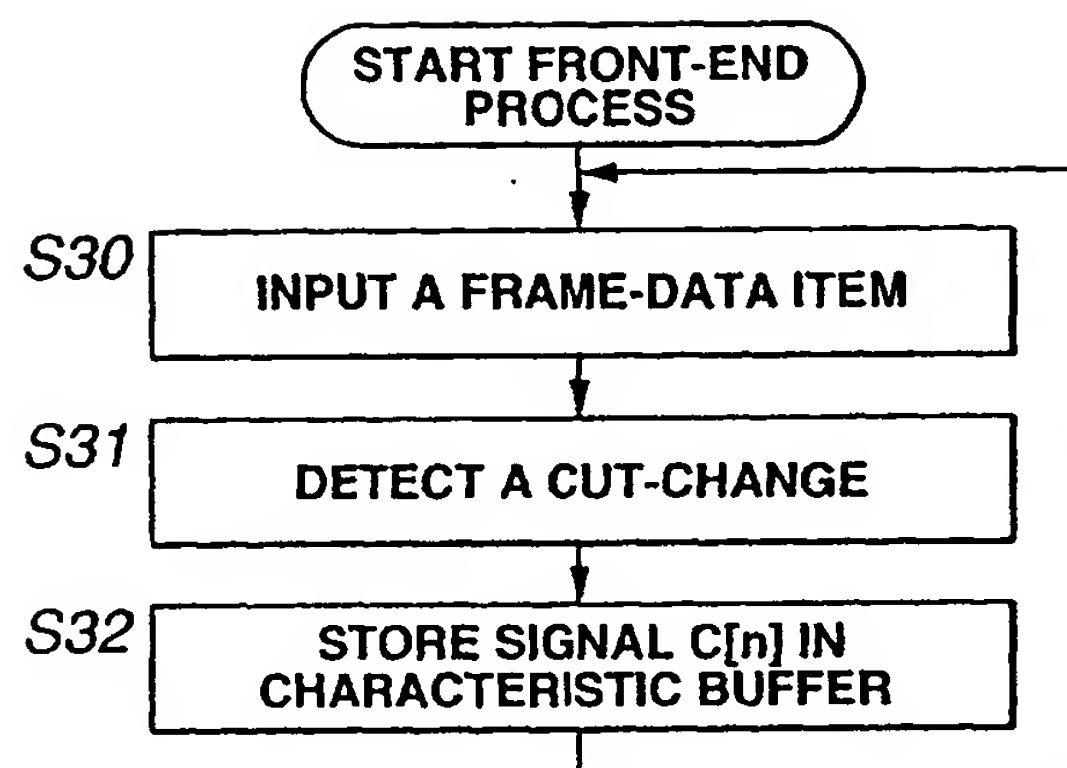 START FRONT-END
PROCESS
S30
INPUT A FRAME-DATA ITEM
S31
DETECT A CUT-CHANGE
S32
STORE SIGNAL C[n] IN
CHARACTERISTIC BUFFER